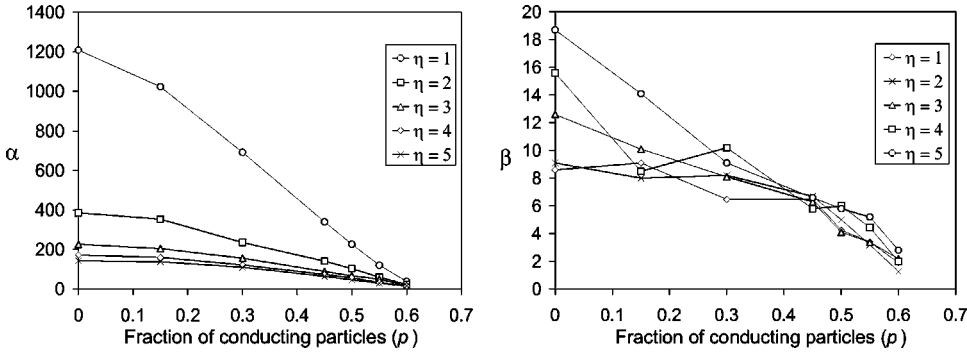 1400
1200
1000
800
600
400
200
0
α
0 0.1 0.2 0.3 0.4 0.5 0.6 0.7
Fraction of conducting particles (p)
η = 1
η = 2
η = 3
η = 4
η = 5
20
18
16
14
12
10
8
6
4
2
0
β
0 0.1 0.2 0.3 0.4 0.5 0.6 0.7
Fraction of conducting particles (p)
η = 1
η = 2
η = 3
η = 4
η = 5